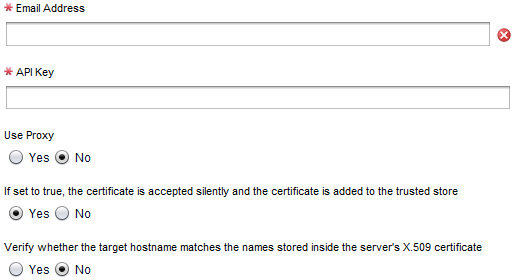 * Email Address
* API Key
Use Proxy
Yes No
If set to true, the certificate is accepted silently and the certificate is added to the trusted store
Yes No
Verify whether the target hostname matches the names stored inside the server's X.509 certificate
Yes No